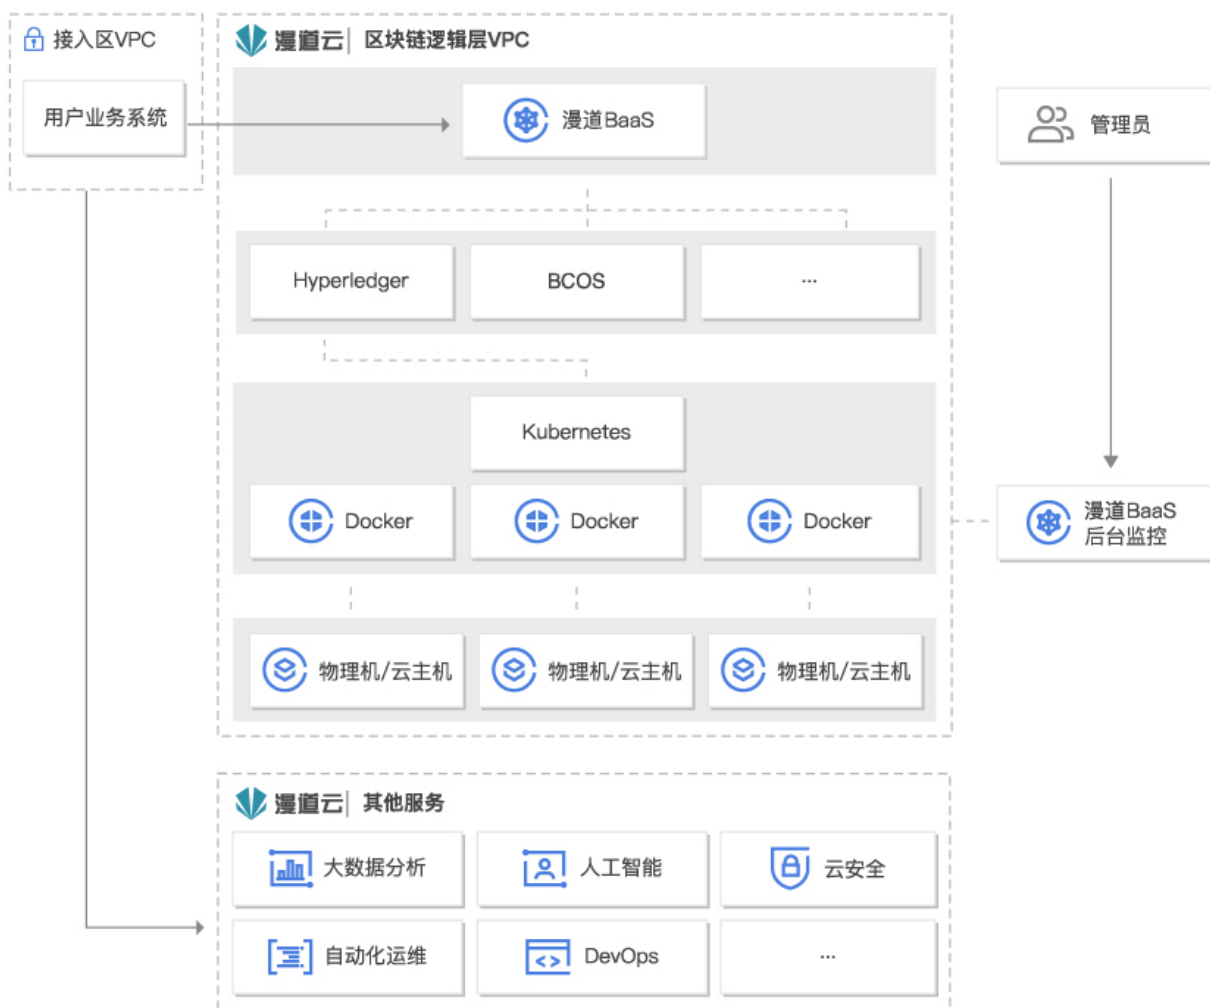 接入区VPC
用户业务系统
漫道云| 区块链逻辑层VPC
漫道BaaS
管理员
Hyperledger
BCOS
...
Kubernetes
Docker
Docker
Docker
漫道BaaS
后台监控
物理机/云主机
物理机/云主机
物理机/云主机
漫道云| 其他服务
大数据分析
人工智能
云安全
自动化运维
DevOps
...